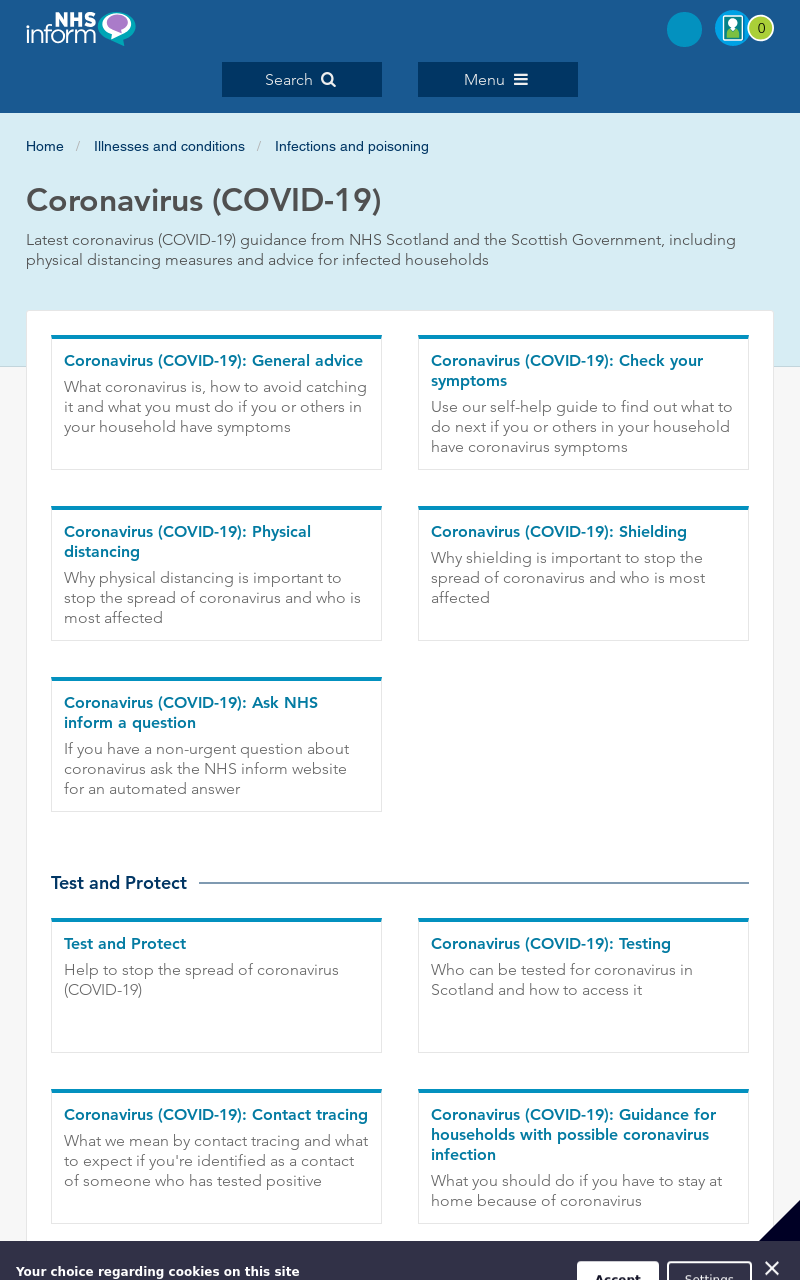 NHS
inform
0
Search
Menu
Home / Illnesses and conditions / Infections and poisoning
Coronavirus (COVID-19)
Latest coronavirus (COVID-19) guidance from NHS Scotland and the Scottish Government, including
physical distancing measures and advice for infected households
Coronavirus (COVID-19): General advice
What coronavirus is, how to avoid catching
it and what you must do if you or others in
your household have symptoms
Coronavirus (COVID-19): Check your
symptoms
Use our self-help guide to find out what to
do next if you or others in your household
have coronavirus symptoms
Coronavirus (COVID-19): Physical
distancing
Why physical distancing is important to
stop the spread of coronavirus and who is
most affected
Coronavirus (COVID-19): Shielding
Why shielding is important to stop the
spread of coronavirus and who is most
affected
Coronavirus (COVID-19): Ask NHS
inform a question
If you have a non-urgent question about
coronavirus ask the NHS inform website
for an automated answer
Test and Protect
Test and Protect
Help to stop the spread of coronavirus
(COVID-19)
Coronavirus (COVID-19): Testing
Who can be tested for coronavirus in
Scotland and how to access it
Coronavirus (COVID-19): Contact tracing
What we mean by contact tracing and what
to expect if you're identified as a contact
of someone who has tested positive
Coronavirus (COVID-19): Guidance for
households with possible coronavirus
infection
What you should do if you have to stay at
home because of coronavirus
Your choice regarding cookies on this site
Accept
Settings